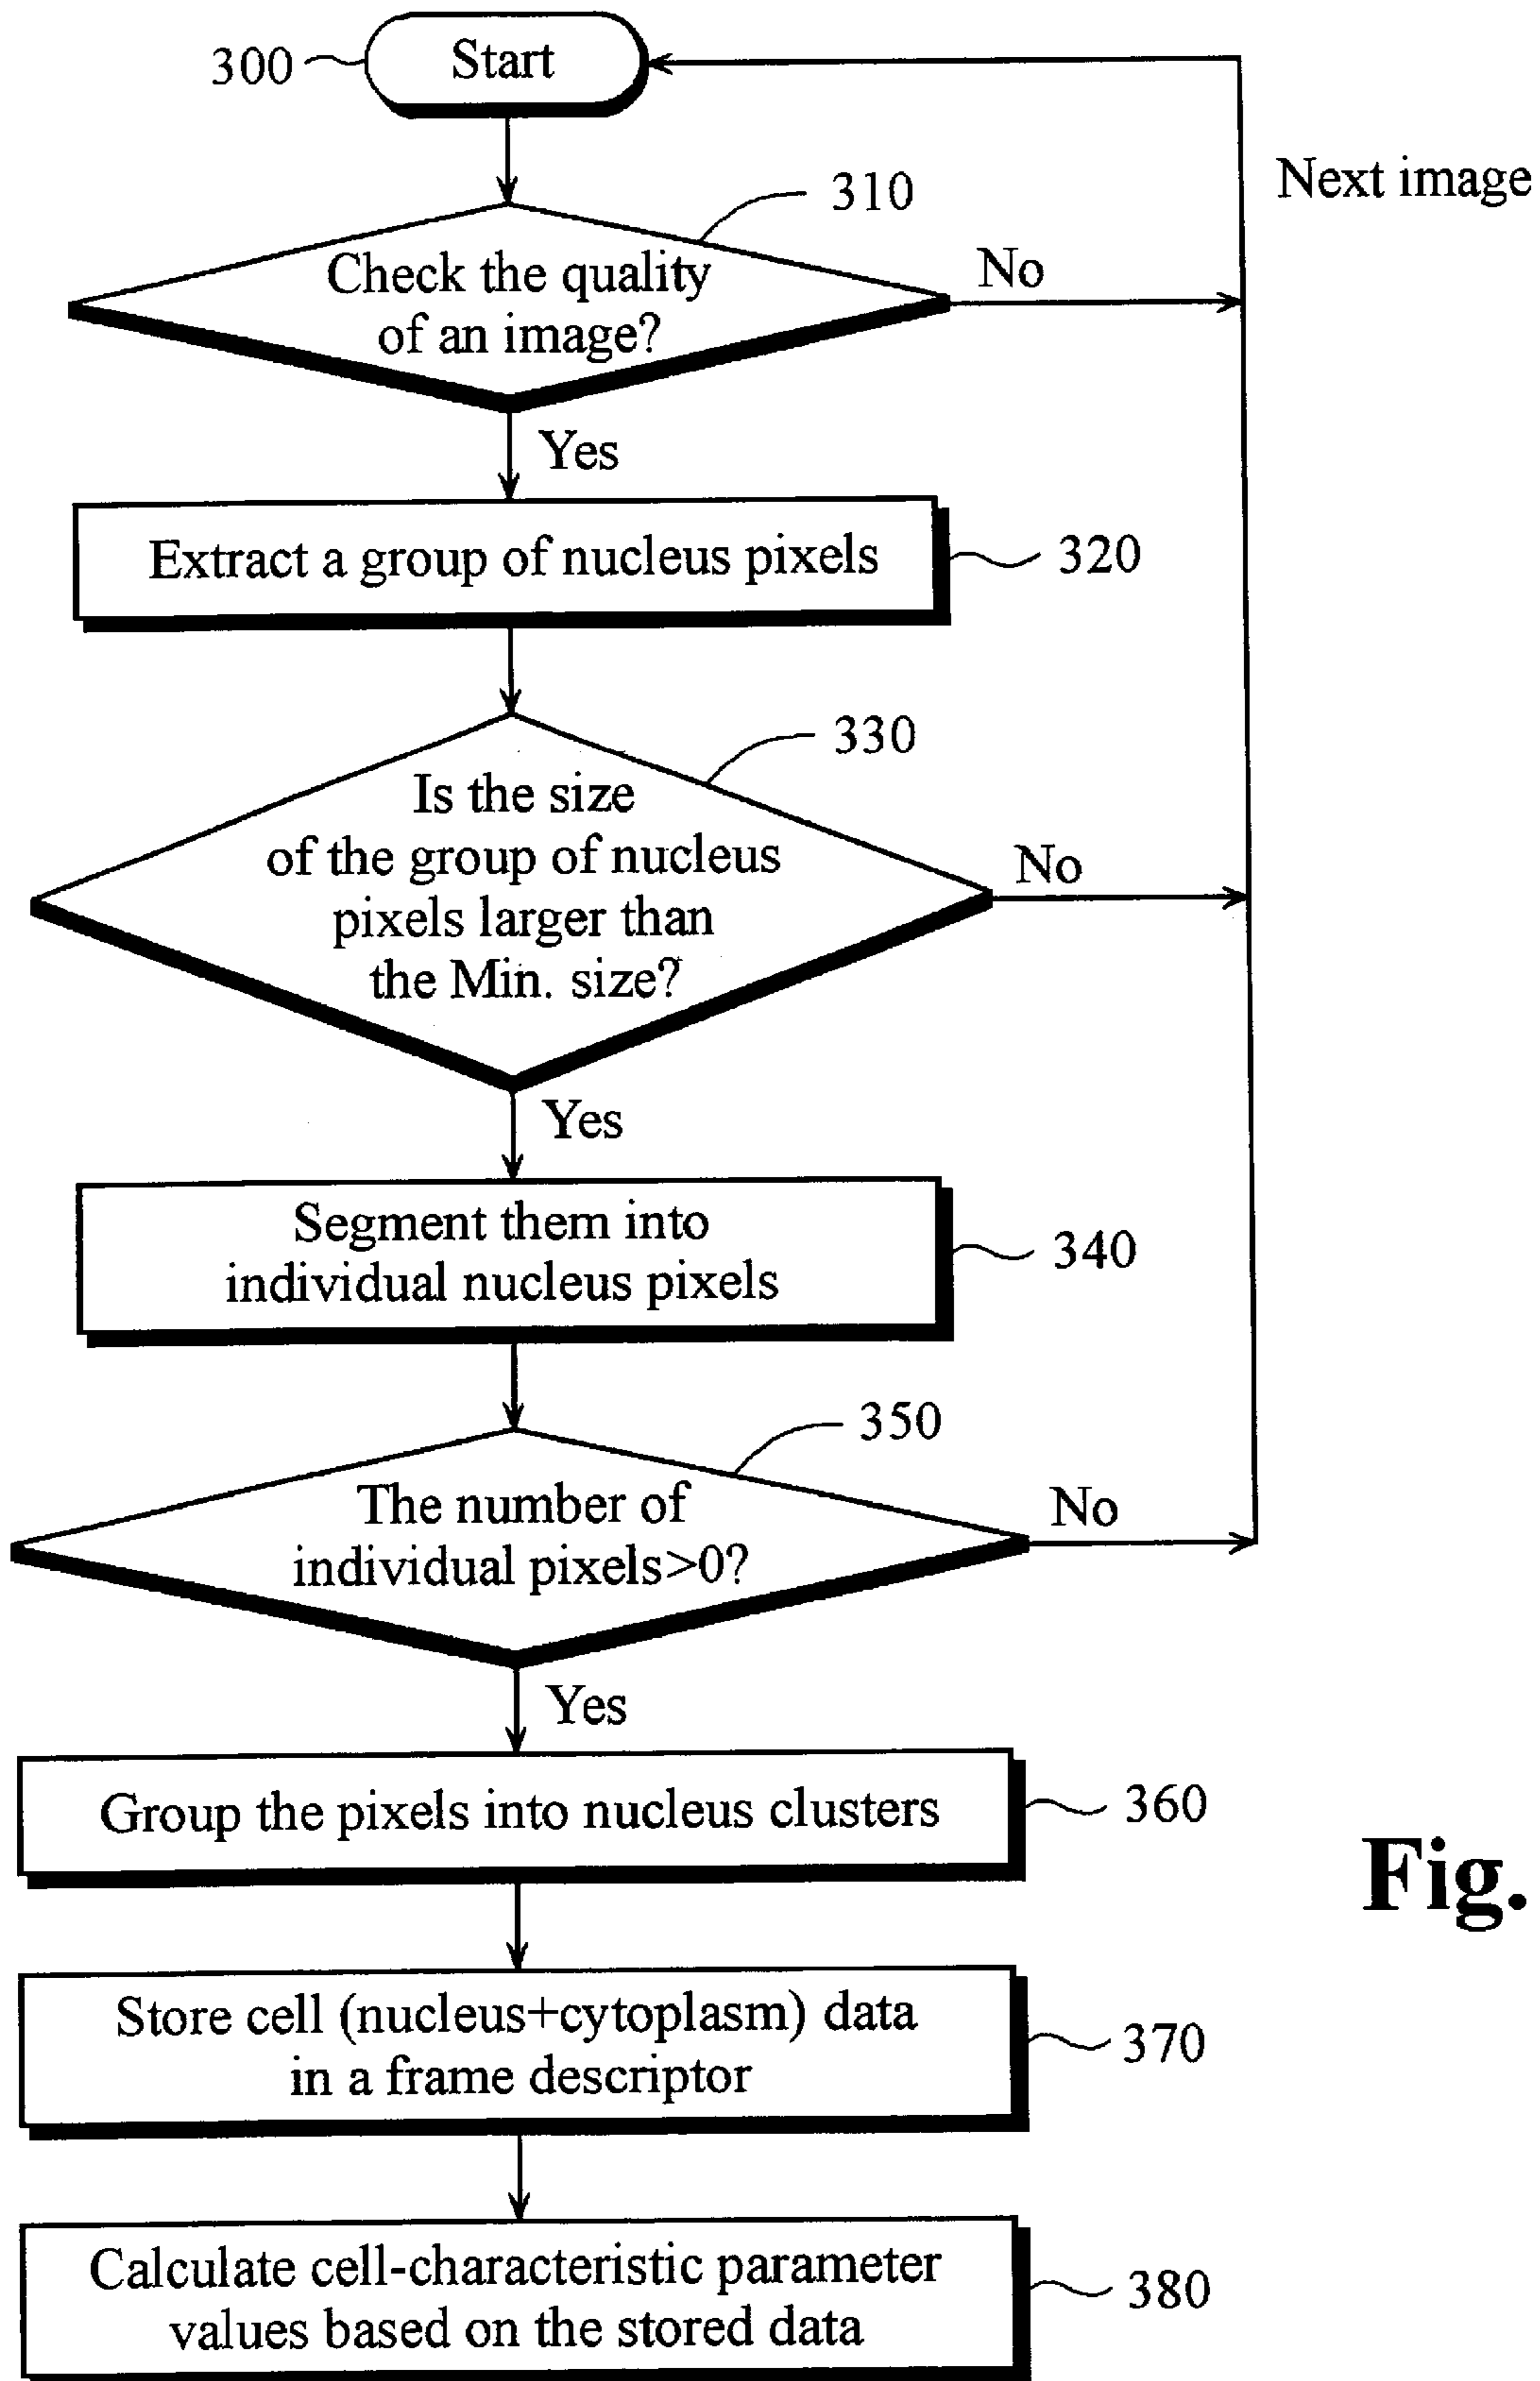 300
Start
Next image
310
Check the quality
of an image?
No
Yes
Extract a group of nucleus pixels
320
330
Is the size
of the group of nucleus
pixels larger than
the Min. size?
No
Yes
Segment them into
individual nucleus pixels
340
350
The number of
individual pixels>0?
No
Yes
Group the pixels into nucleus clusters
360
Fig.
Store cell (nucleus+cytoplasm) data
in a frame descriptor
370
Calculate cell-characteristic parameter
values based on the stored data
380